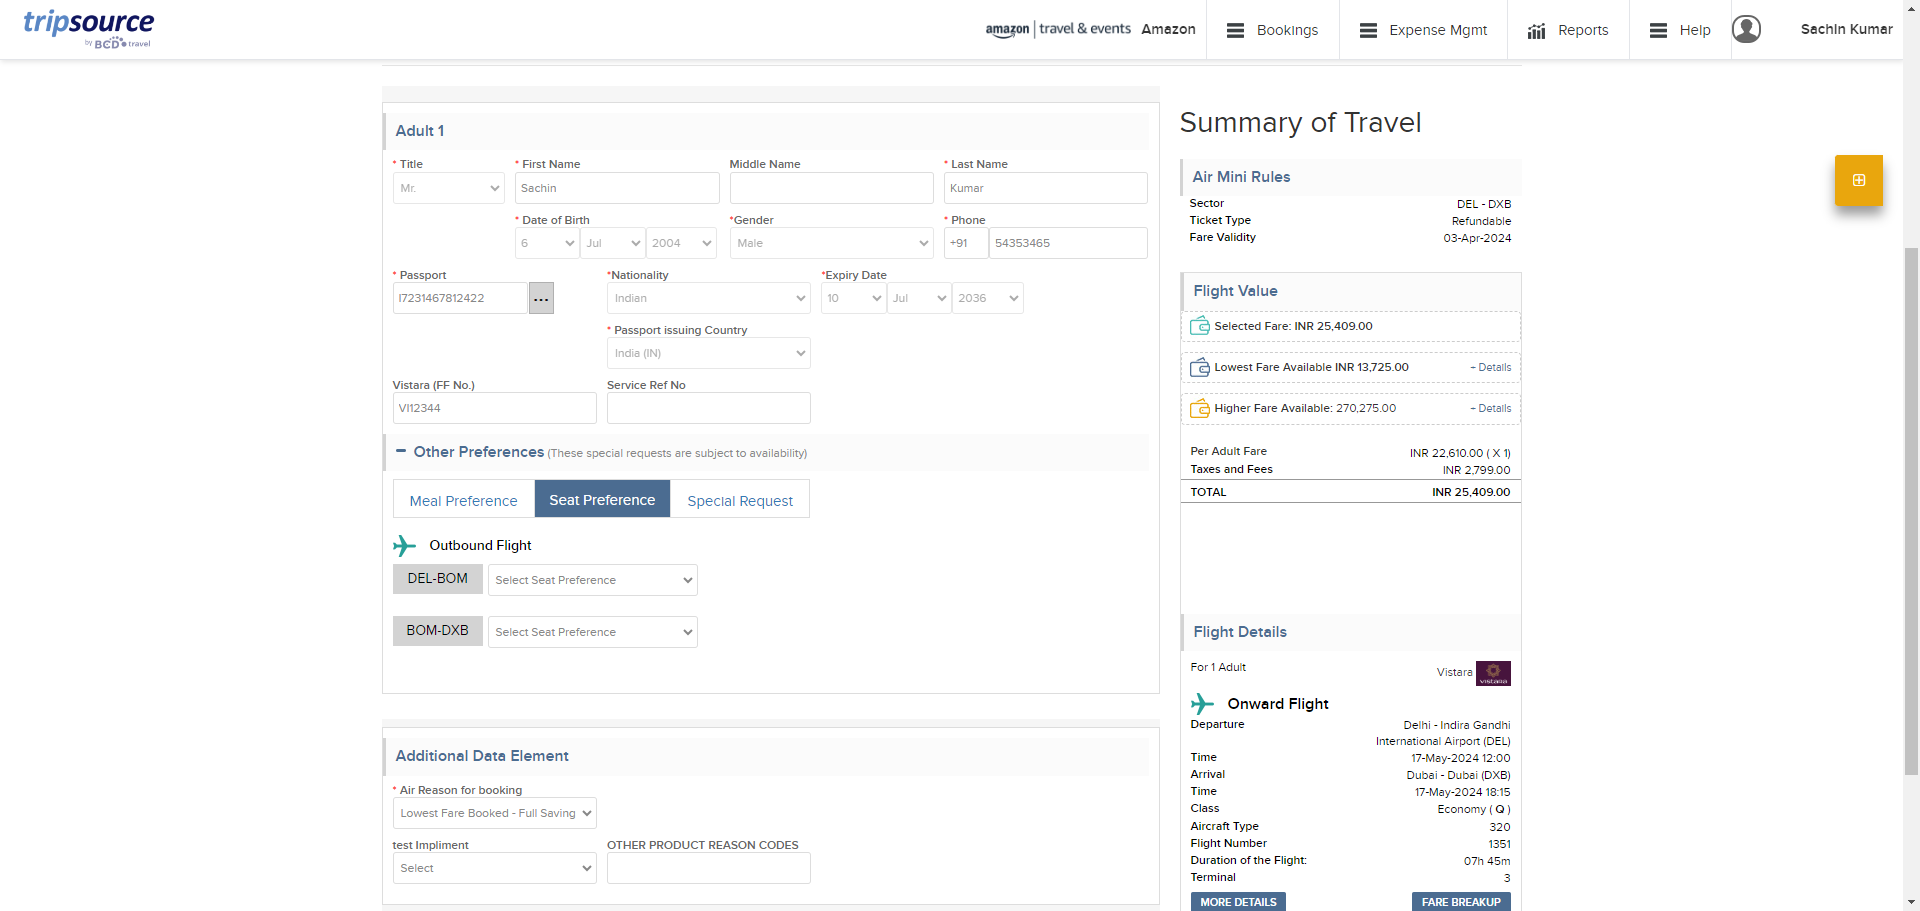 tripsource
by BCD travel
amazon | travel & events Amazon
Bookings
Expense Mgmt
Reports
Help
Sachin Kumar
Adult 1
* Title
* First Name
Middle Name
* Last Name
Mr.
Sachin
Kumar
* Date of Birth
*Gender
* Phone
6
Jul
2004
Male
+91
54353465
* Passport
*Nationality
*Expiry Date
I7231467812422
...
Indian
10
Jul
2036
* Passport issuing Country
India (IN)
Vistara (FF No.)
Service Ref No
VI12344
Other Preferences (These special requests are subject to availability)
Meal Preference
Seat Preference
Special Request
Outbound Flight
DEL-BOM
Select Seat Preference
BOM-DXB
Select Seat Preference
Additional Data Element
* Air Reason for booking
Lowest Fare Booked - Full Saving
test Impliment
OTHER PRODUCT REASON CODES
Select
Summary of Travel
Air Mini Rules
Sector DEL - DXB
Ticket Type Refundable
Fare Validity 03-Apr-2024
Flight Value
Selected Fare: INR 25,409.00
Lowest Fare Available INR 13,725.00 + Details
Higher Fare Available: 270,275.00 + Details
Per Adult Fare INR 22,610.00 ( X 1)
Taxes and Fees INR 2,799.00
TOTAL INR 25,409.00
Flight Details
For 1 Adult Vistara
VISTARA
Onward Flight
Departure Delhi - Indira Gandhi
International Airport (DEL)
Time 17-May-2024 12:00
Arrival Dubai - Dubai (DXB)
Time 17-May-2024 18:15
Class Economy ( Q )
Aircraft Type 320
Flight Number 1351
Duration of the Flight: 07h 45m
Terminal 3
MORE DETAILS
FARE BREAKUP